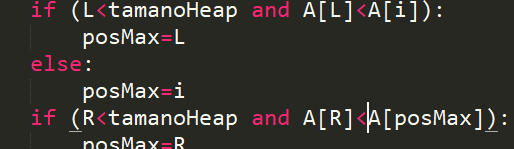 if (L<tamanoHeap and A[L]<A[i]):
posMax=L
else:
posMax=i
if (R<tamanoHeap and A[R]<A[posMax]):
posMax=R